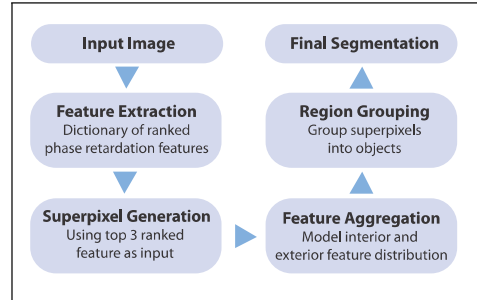 Input Image
Feature Extraction
Dictionary of ranked
phase retardation features
Superpixel Generation
Using top 3 ranked
feature as input
Feature Aggregation
Model interior and
exterior feature distribution
Region Grouping
Group superpixels
into objects
Final Segmentation